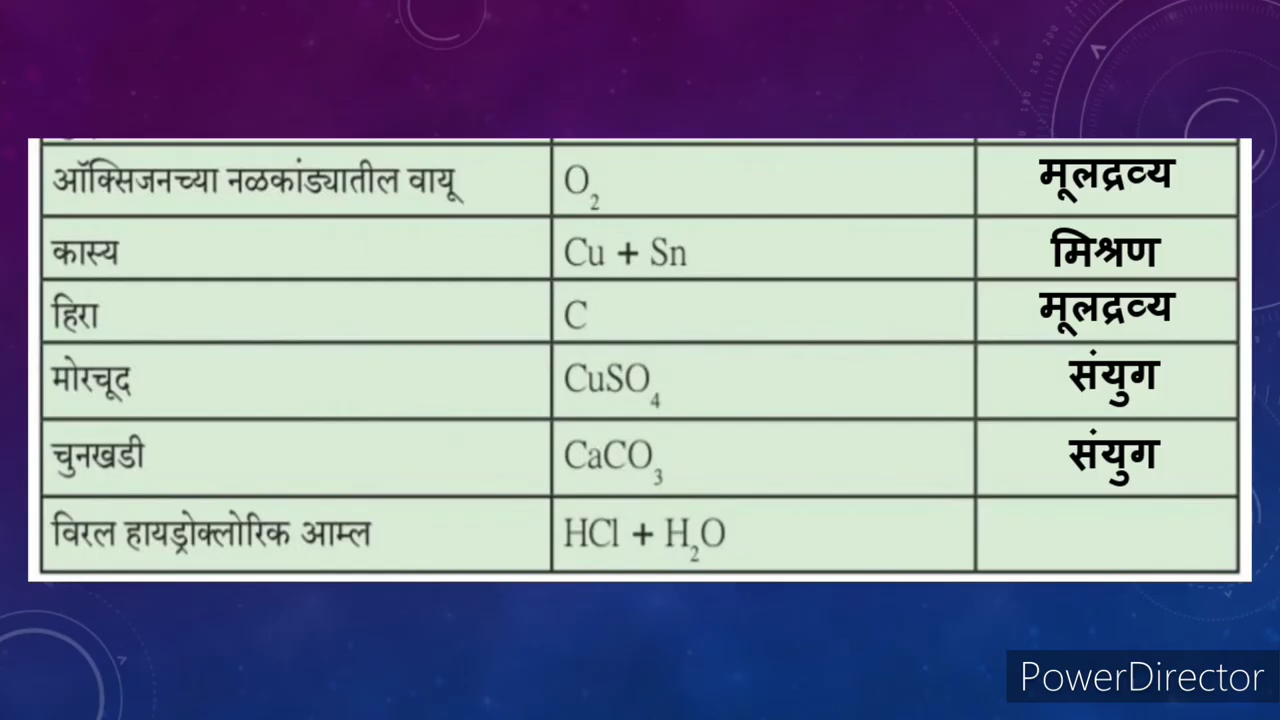 ऑक्सिजनच्या नळकांड्यातील वायू O₂ मूलद्रव्य
कास्य Cu + Sn मिश्रण
हिरा C मूलद्रव्य
मोरचूद CuSO₄ संयुग
चुनखडी CaCO₃ संयुग
विरल हायड्रोक्लोरिक आम्ल HCl + H₂O
PowerDirector